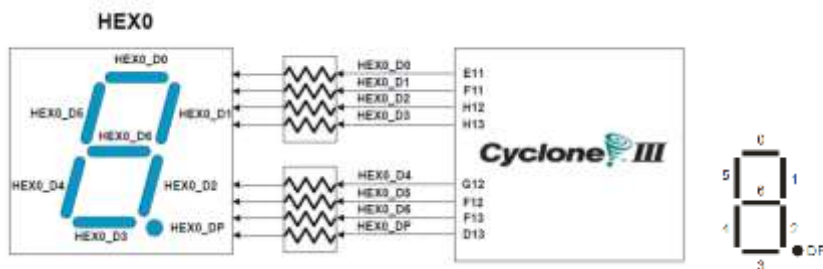 HEX0
HEX0_D0
HEX0_D5
HEX0_D1
HEX0_D6
HEX0_D4
HEX0_D2
HEX0_D3
HEX0_DP
HEX0_D0
HEX0_D1
HEX0_D2
HEX0_D3
HEX0_D4
HEX0_D5
HEX0_D6
HEX0_DP
E11
F11
H12
H13
G12
F12
F13
D13
Cyclone III
0
5
1
6
4
2
3
DP